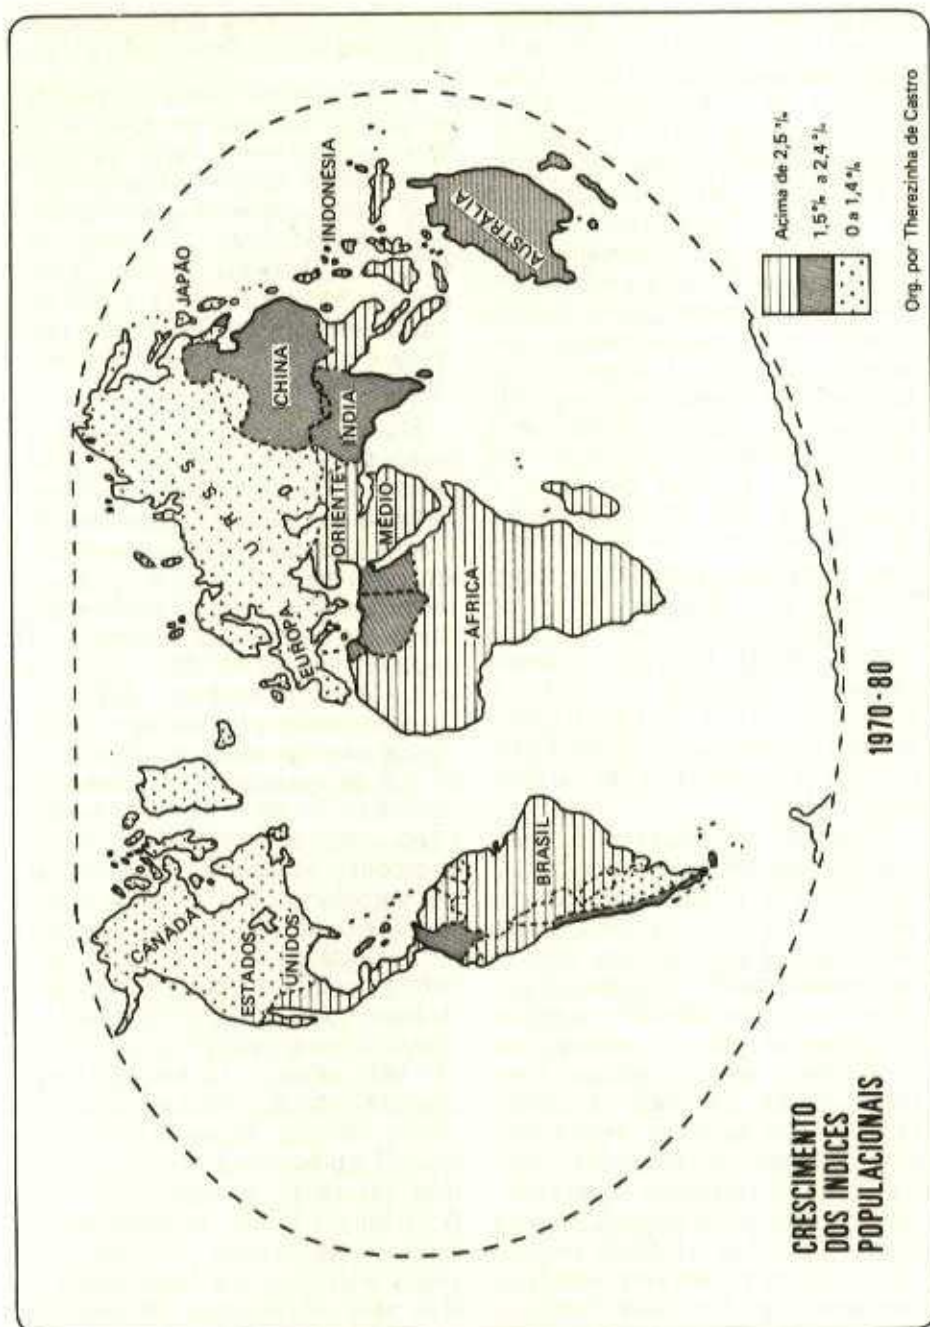 CANADÁ
ESTADOS
UNIDOS
BRASIL
EUROPA
U R S S
ORIENTE
MÉDIO
ÁFRICA
CHINA
ÍNDIA
JAPÃO
INDONÉSIA
AUSTRÁLIA
CRESCIMENTO
DOS INDICES
POPULACIONAIS
1970-80
Acima de 2,5 %
1,5% a 2,4 %
0 a 1,4 %
Org. por Therezinha de Castro